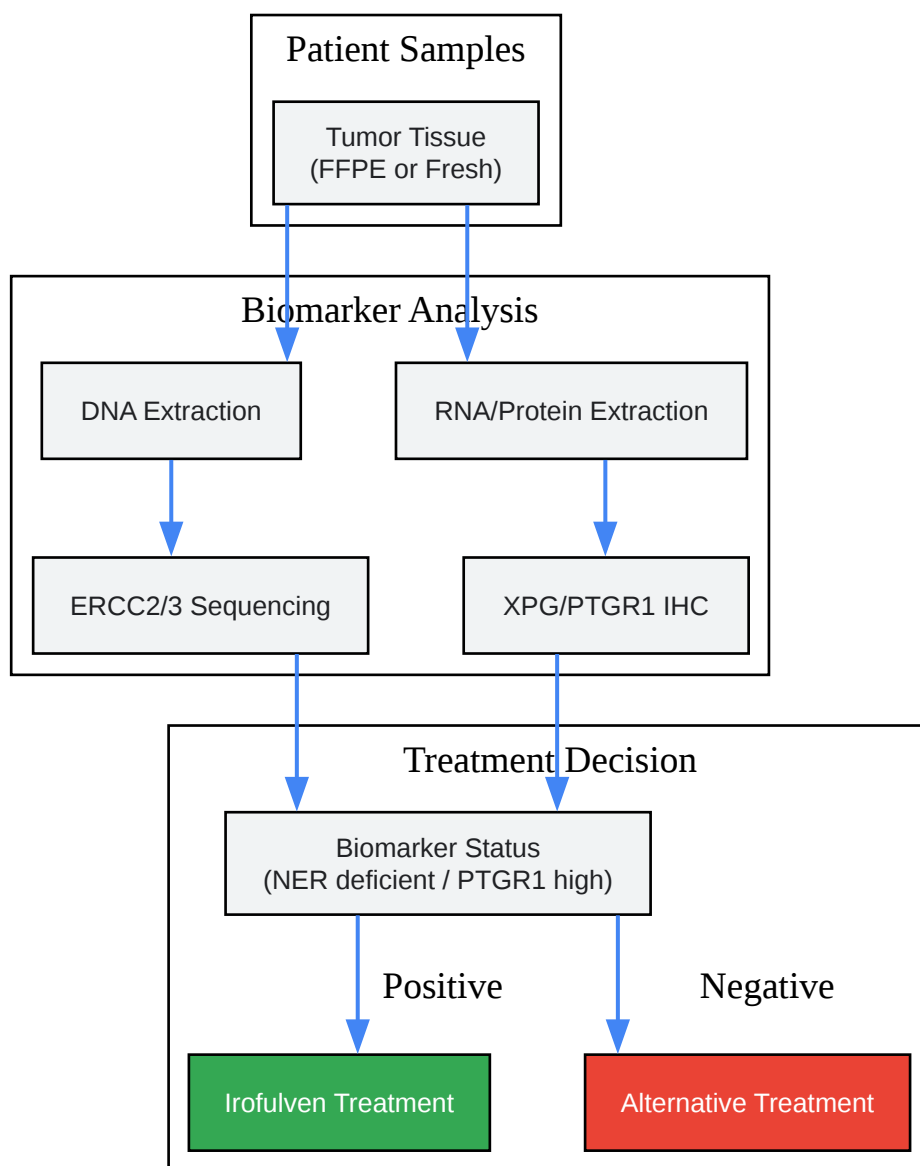 Patient Samples
Tumor Tissue
(FFPE or Fresh)
Biomarker Analysis
DNA Extraction
RNA/Protein Extraction
ERCC2/3 Sequencing
XPG/PTGR1 IHC
Treatment Decision
Biomarker Status
(NER deficient / PTGR1 high)
Positive
Negative
Irofulven Treatment
Alternative Treatment